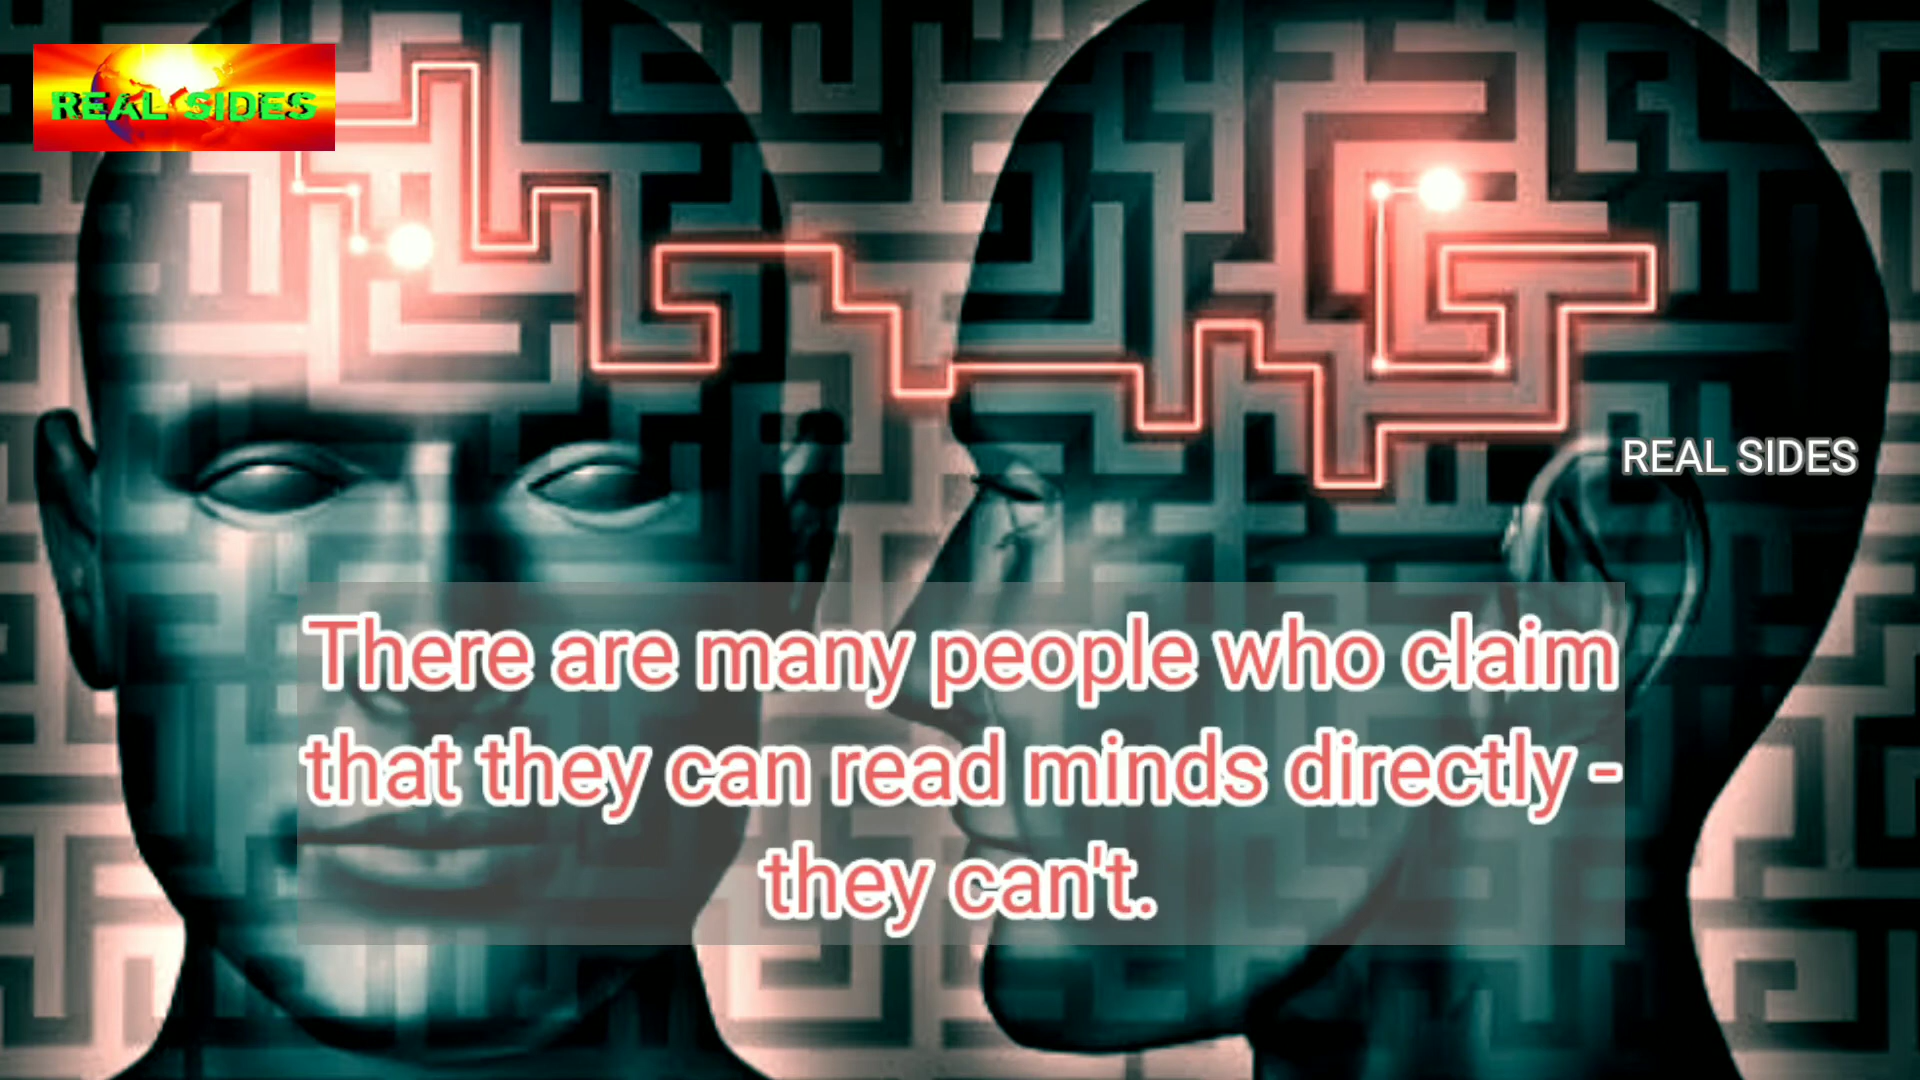 REAL SIDES
REAL SIDES
There are many people who claim
that they can read minds directly -
they can't.